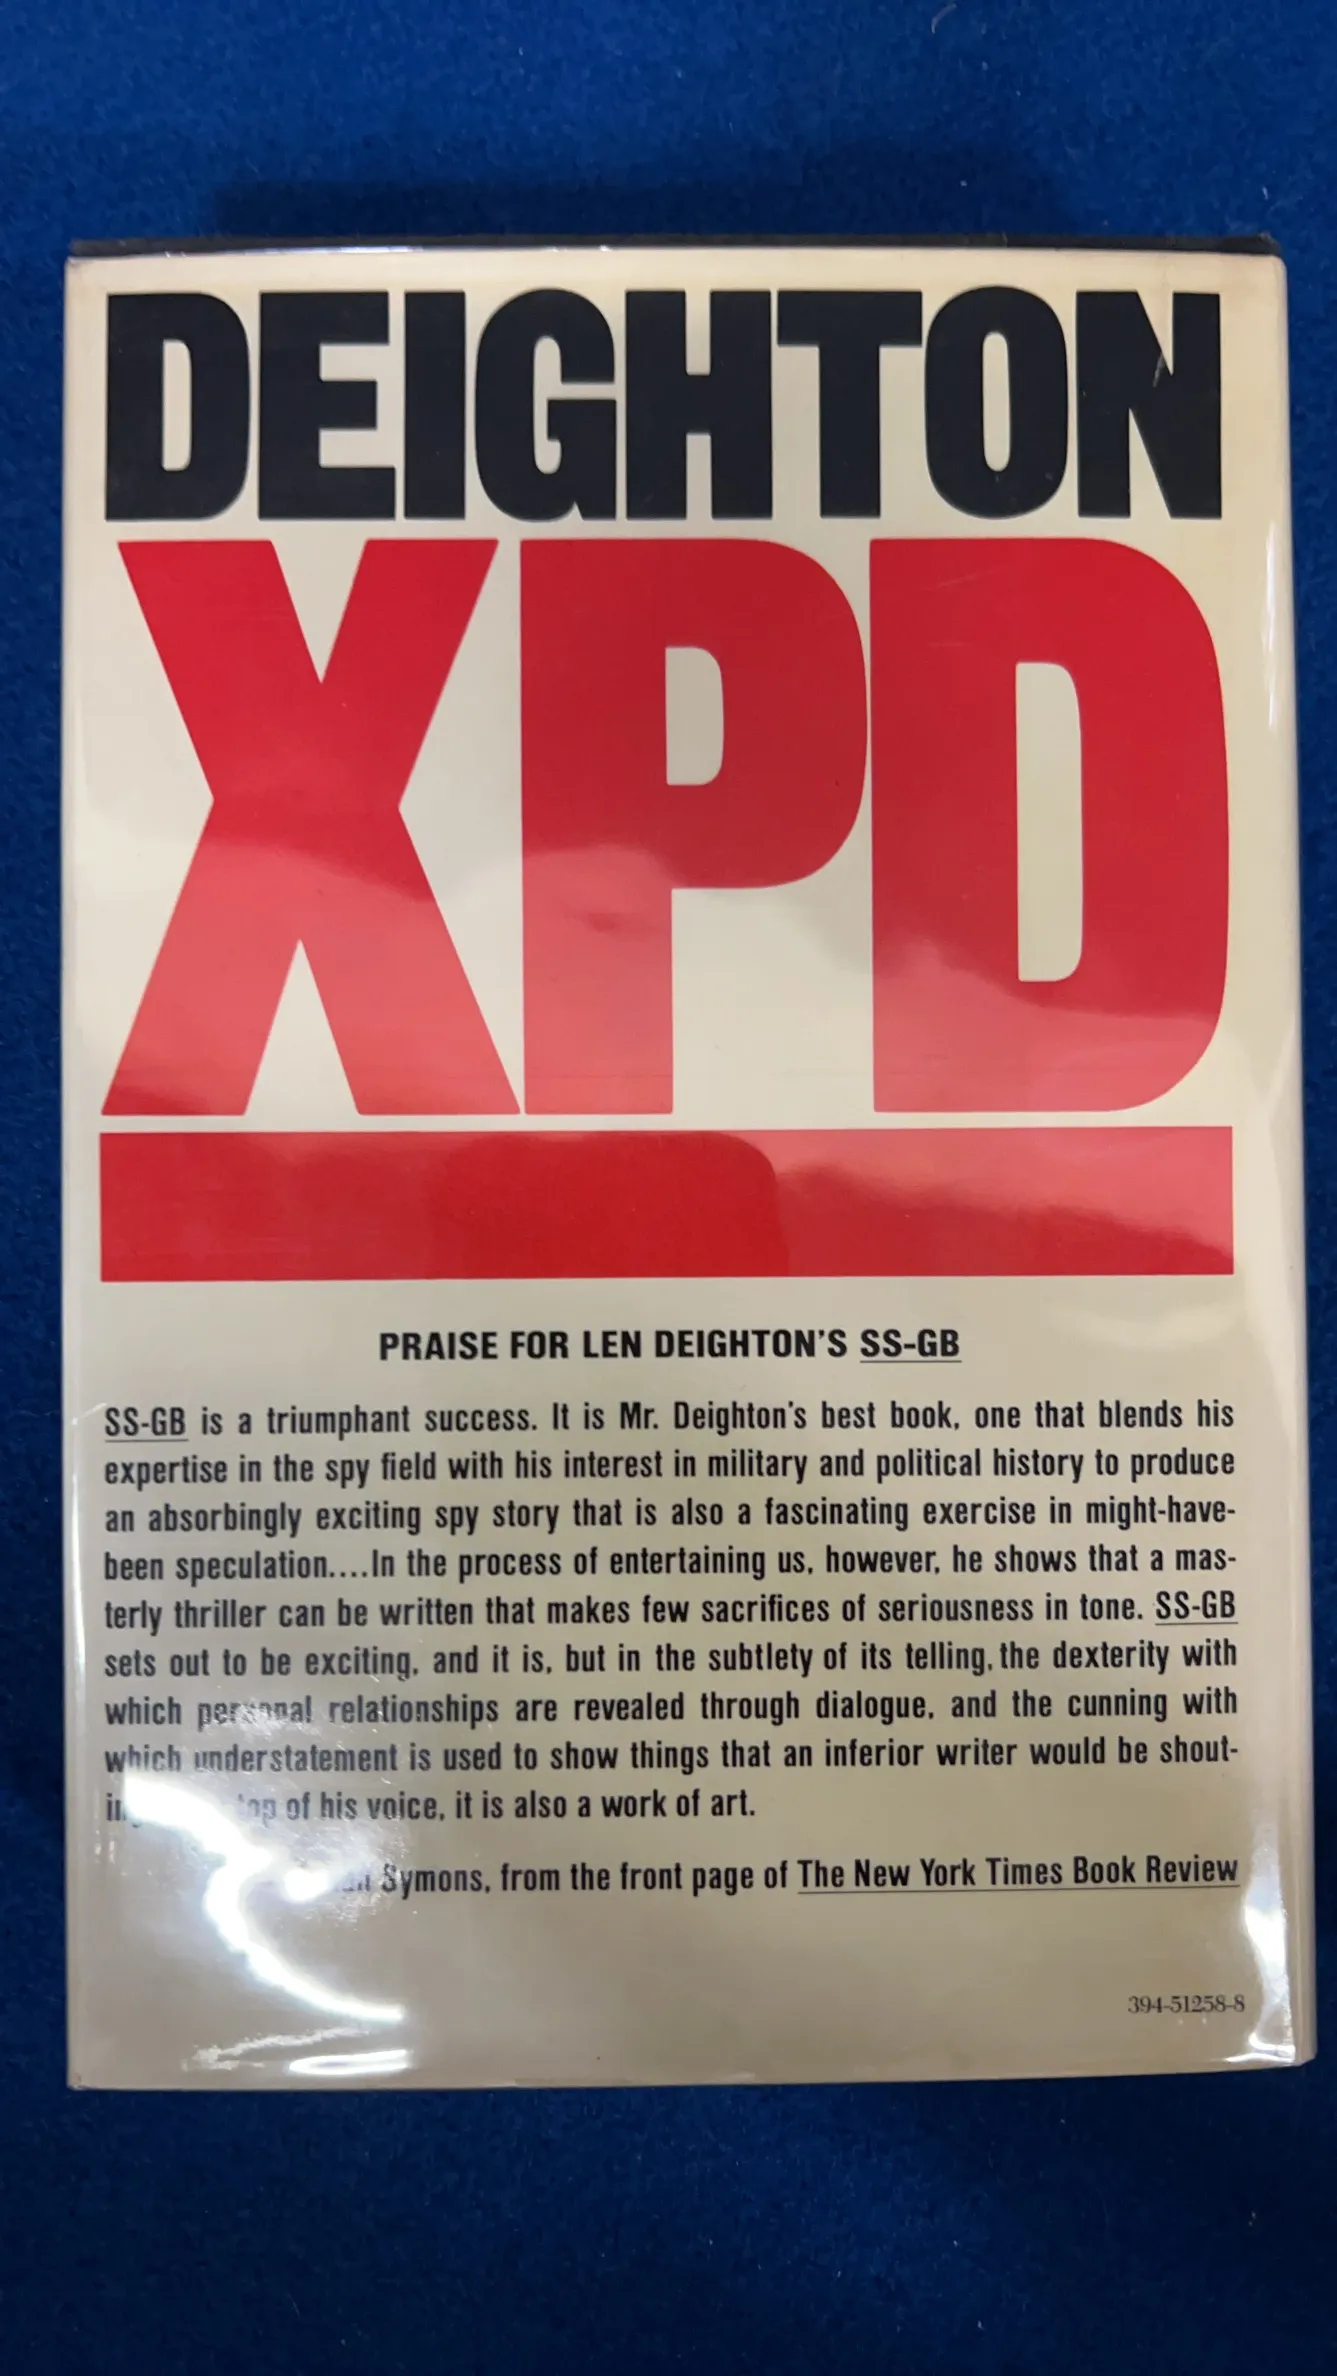 DEIGHTON
XPD
PRAISE FOR LEN DEIGHTON'S SS-GB
SS-GB is a triumphant success. It is Mr. Deighton's best book, one that blends his
expertise in the spy field with his interest in military and political history to produce
an absorbingly exciting spy story that is also a fascinating exercise in might-have-
been speculation....In the process of entertaining us, however, he shows that a mas-
terly thriller can be written that makes few sacrifices of seriousness in tone. SS-GB
sets out to be exciting, and it is, but in the subtlety of its telling, the dexterity with
which personal relationships are revealed through dialogue, and the cunning with
which understatement is used to show things that an inferior writer would be shout-
of his voice, it is also a work of art.
Symons, from the front page of The New York Times Book Review
394-51258-8